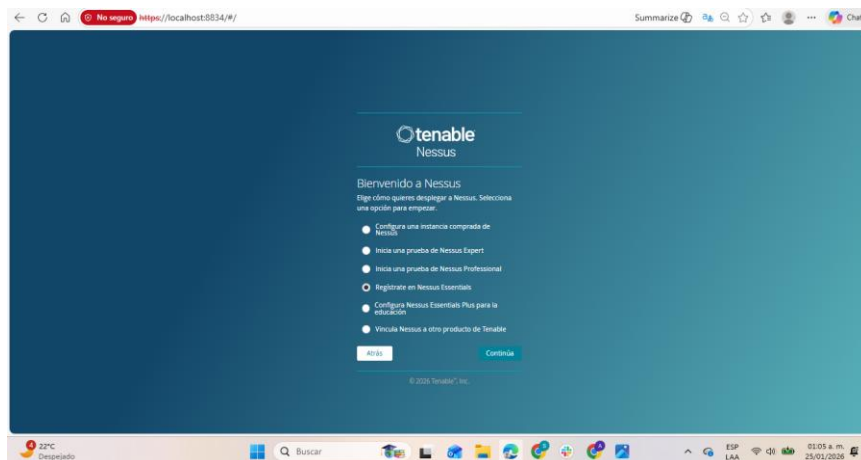 No seguro https://localhost:8834/#/ Summarize Chat
tenable
Nessus
Bienvenido a Nessus
Elige cómo quieres desplegar a Nessus. Selecciona
una opción para empezar.
Configura una instancia comprada de
Nessus
Inicia una prueba de Nessus Expert
Inicia una prueba de Nessus Professional
Regístrate en Nessus Essentials
Configura Nessus Essentials Plus para la
educación
Vincula Nessus a otro producto de Tenable
Atrás Continúa
© 2026 Tenable®, Inc.
4 22°C Buscar ESP 01:05 a. m.
Despejado LAA 25/01/2026